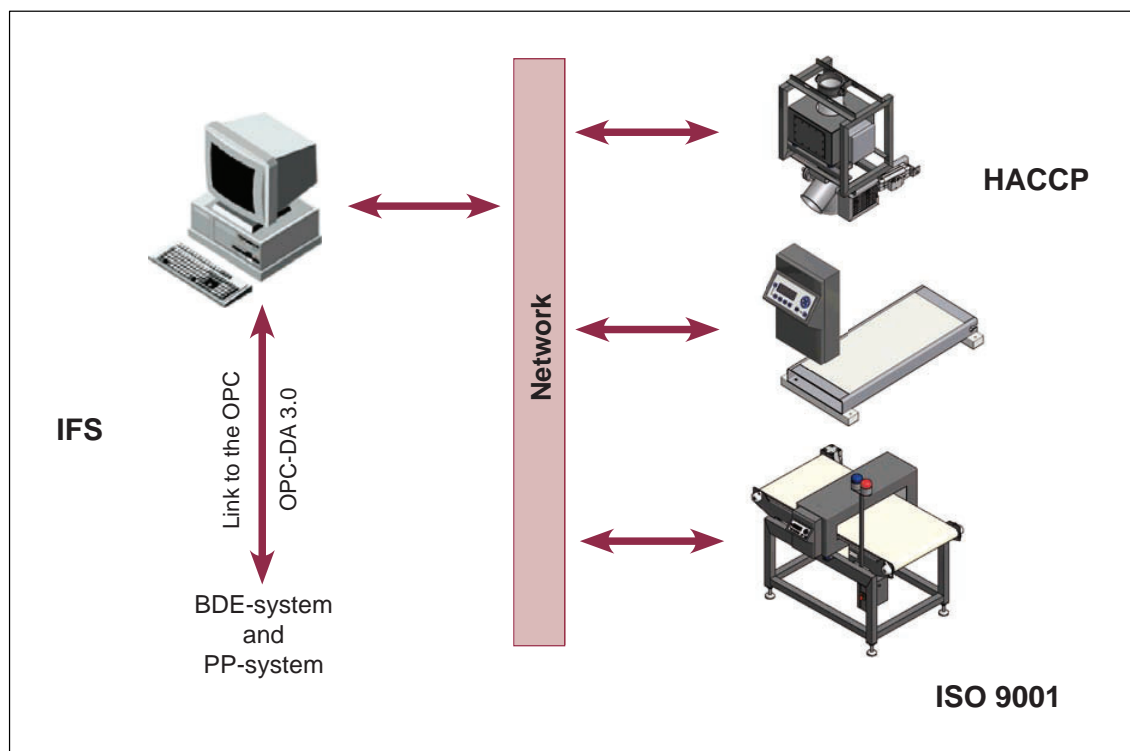 HACCP
Network
IFS
Link to the OPC
OPC-DA 3.0
BDE-system
and
PP-system
ISO 9001